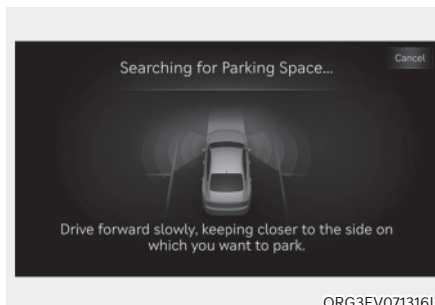 Cancel
Searching for Parking Space...
Drive forward slowly, keeping closer to the side on
which you want to park.
ORG3EV071316L